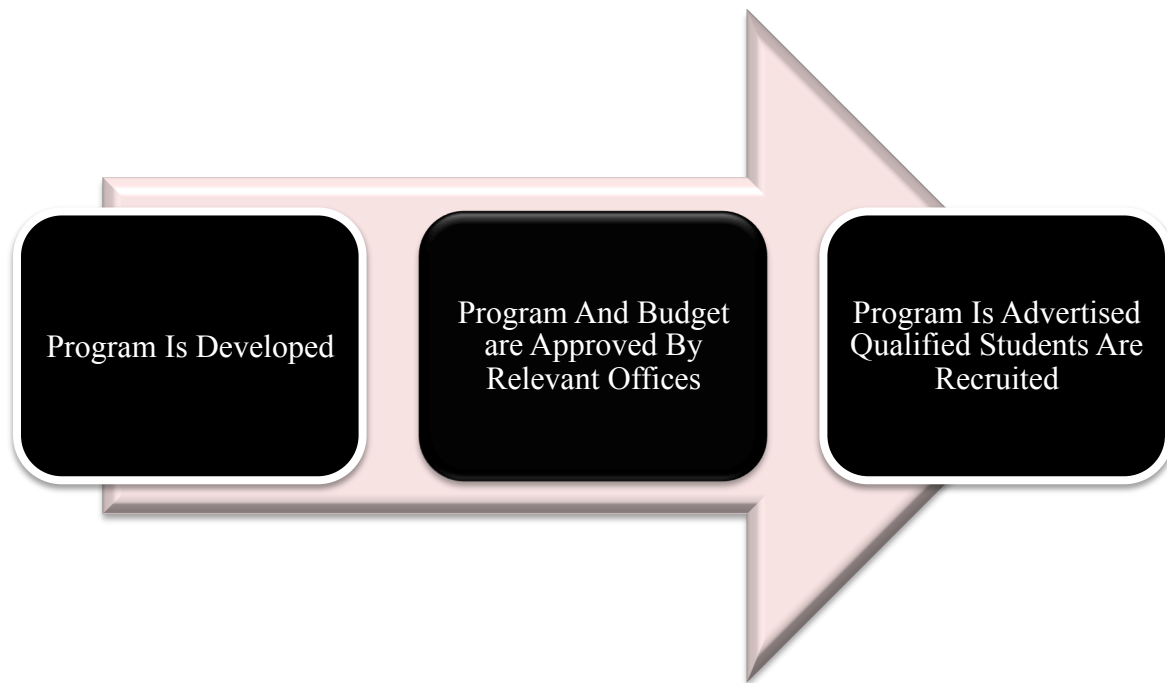 Program Is Developed
Program And Budget
are Approved By
Relevant Offices
Program Is Advertised
Qualified Students Are
Recruited